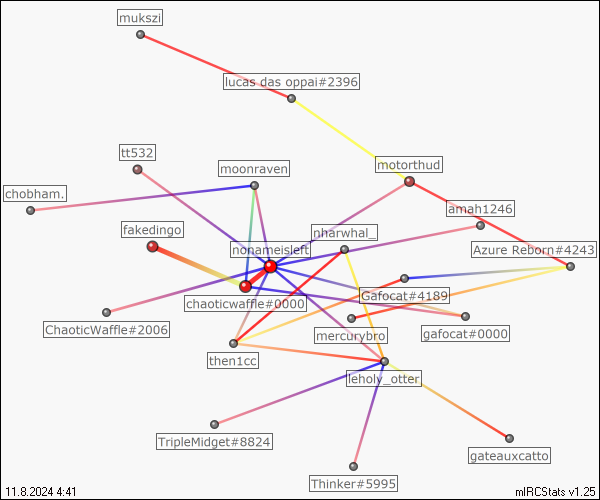 mukszi
lucas das oppai#2396
tt532
moonraven
motorthud
chobham.
amah1246
fakedingo
nharwhal_
nonameisleft
Azure Reborn#4243
chaoticwaffle#0000
Gafocat#4189
ChaoticWaffle#2006
mercurybro
gafocat#0000
then1cc
leholy_otter
TripleMidget#8824
gateauxcatto
Thinker#5995
11.8.2024 4:41
mIRCStats v1.25